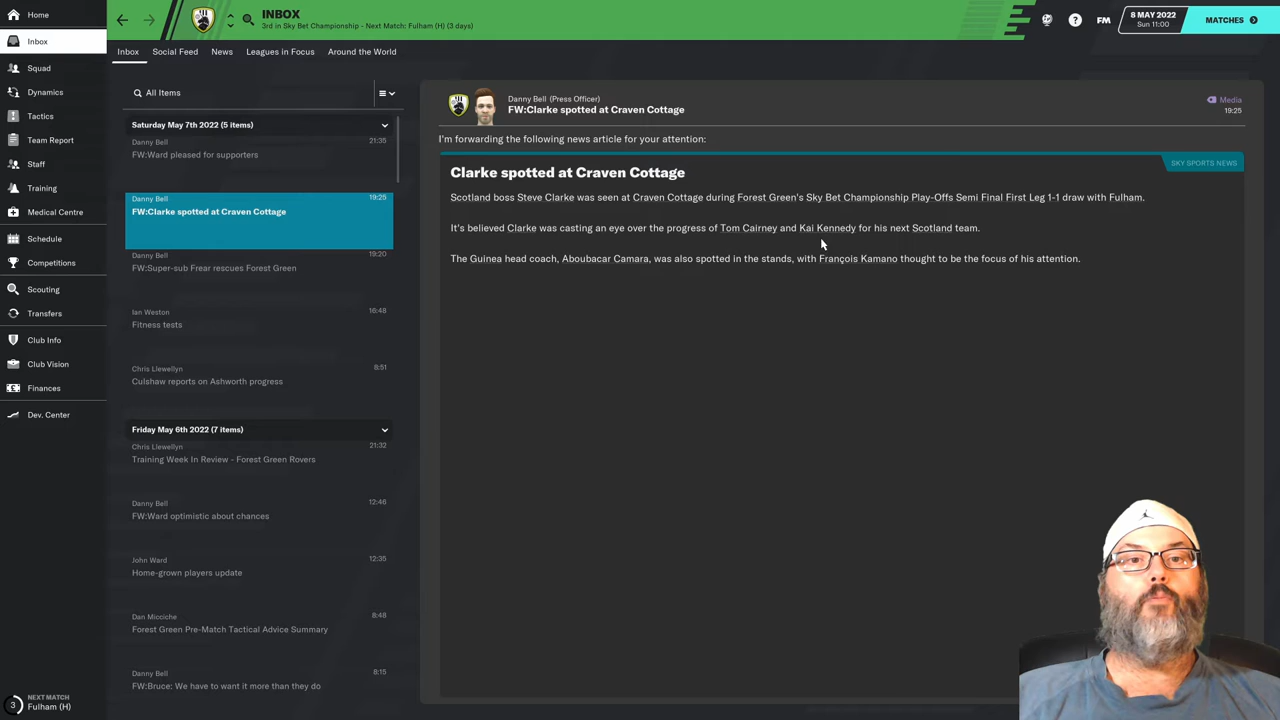 Home
Inbox
Squad
Dynamics
Tactics
Team Report
Staff
Training
Medical Centre
Schedule
Competitions
Scouting
Transfers
Club Info
Club Vision
Finances
Dev. Center
3
NEXT MATCH
Fulham (H)
INBOX
3rd in Sky Bet Championship - Next Match: Fulham (H) (3 days)
?
FM
8 MAY 2022
Sun 11:00
MATCHES
Inbox
Social Feed
News
Leagues in Focus
Around the World
All Items
Saturday May 7th 2022 (5 items)
Danny Bell
21:35
FW:Ward pleased for supporters
Danny Bell
19:25
FW:Clarke spotted at Craven Cottage
Danny Bell
19:20
FW:Super-sub Frear rescues Forest Green
Ian Weston
16:48
Fitness tests
Chris Llewellyn
8:51
Culshaw reports on Ashworth progress
Friday May 6th 2022 (7 items)
Chris Llewellyn
21:32
Training Week In Review - Forest Green Rovers
Danny Bell
12:46
FW:Ward optimistic about chances
John Ward
12:35
Home-grown players update
Dan Micciche
8:48
Forest Green Pre-Match Tactical Advice Summary
Danny Bell
8:15
FW:Bruce: We have to want it more than they do
Danny Bell (Press Officer)
FW:Clarke spotted at Craven Cottage
Media
19:25
I'm forwarding the following news article for your attention:
SKY SPORTS NEWS
Clarke spotted at Craven Cottage
Scotland boss Steve Clarke was seen at Craven Cottage during Forest Green's Sky Bet Championship Play-Offs Semi Final First Leg 1-1 draw with Fulham.
It's believed Clarke was casting an eye over the progress of Tom Cairney and Kai Kennedy for his next Scotland team.
The Guinea head coach, Aboubacar Camara, was also spotted in the stands, with François Kamano thought to be the focus of his attention.